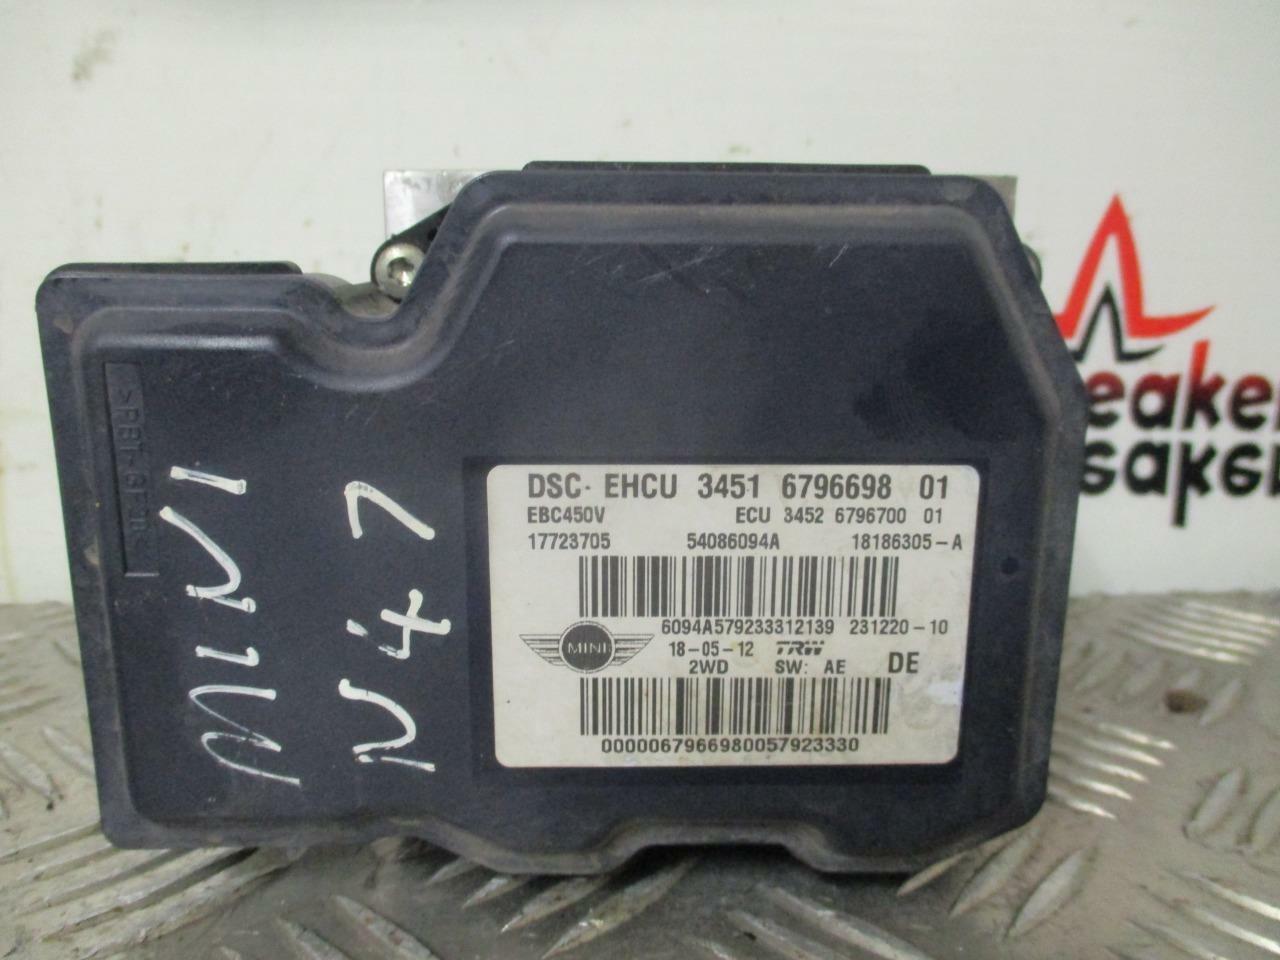 DSC- EHCU 3451 6796698 01
EBC450V ECU 3452 6796700 01
17723705 54086094A 18186305-A
6094A579233312139 231220-10
MINI 18-05-12 TRW
2WD SW: AE DE
0000067966980057923330
MINI
N47